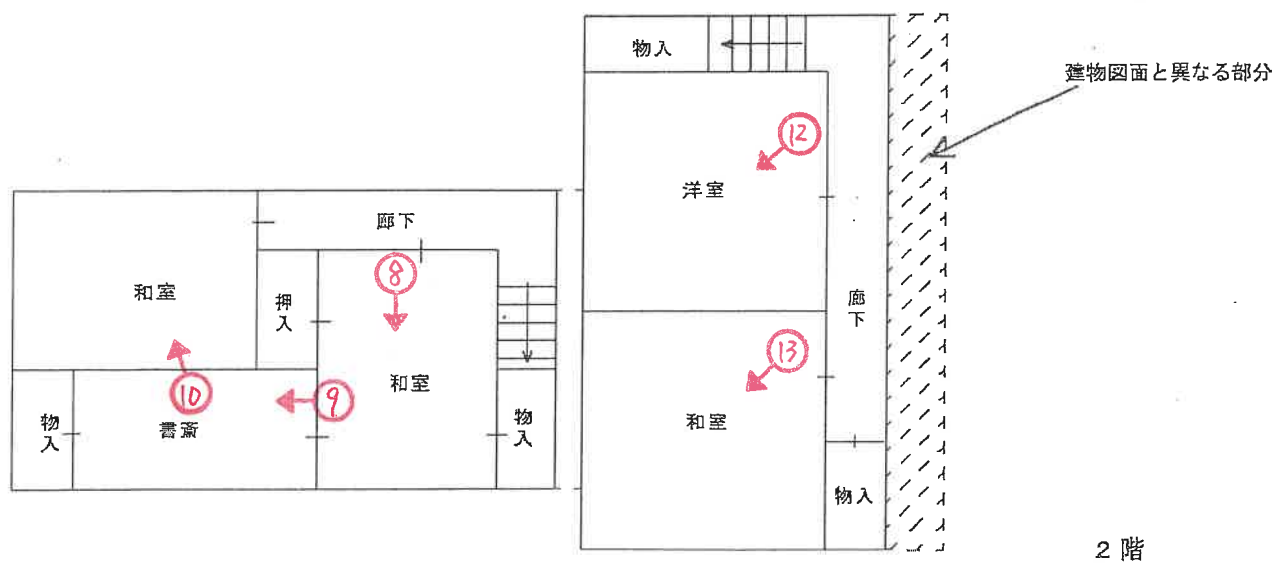 物入
建物図面と異なる部分
⑫
洋室
廊下
⑧
和室
押入
廊下
⑬
和室
⑩
⑨
物入
書斎
物入
和室
物入
2階